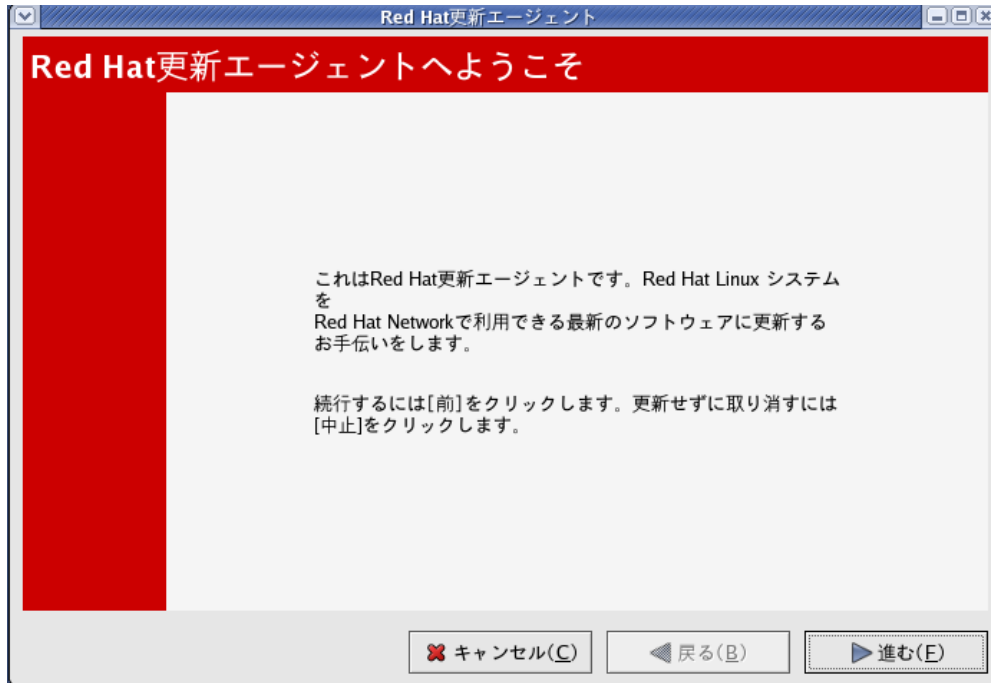 Red Hat更新エージェント
Red Hat更新エージェントへようこそ
これはRed Hat更新エージェントです。Red Hat Linux システム
を
Red Hat Networkで利用できる最新のソフトウェアに更新する
お手伝いをします。
続行するには[前]をクリックします。更新せずに取り消すには
[中止]をクリックします。
キャンセル(C)
戻る(B)
進む(F)